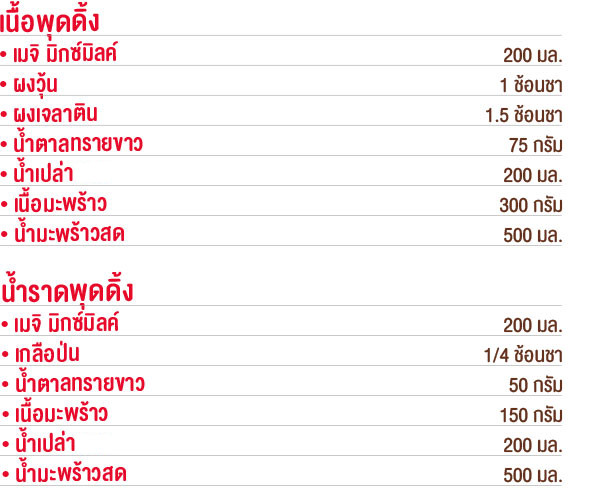 เนื้อพุดดิ้ง
• เมจิ มิกซ์มิลค์ 200 มล.
• ผงวุ้น 1 ช้อนชา
• ผงเจลาติน 1.5 ช้อนชา
• น้ำตาลทรายขาว 75 กรัม
• น้ำเปล่า 200 มล.
• เนื้อมะพร้าว 300 กรัม
• น้ำมะพร้าวสด 500 มล.
น้ำราดพุดดิ้ง
• เมจิ มิกซ์มิลค์ 200 มล.
• เกลือป่น 1/4 ช้อนชา
• น้ำตาลทรายขาว 50 กรัม
• เนื้อมะพร้าว 150 กรัม
• น้ำเปล่า 200 มล.
• น้ำมะพร้าวสด 500 มล.